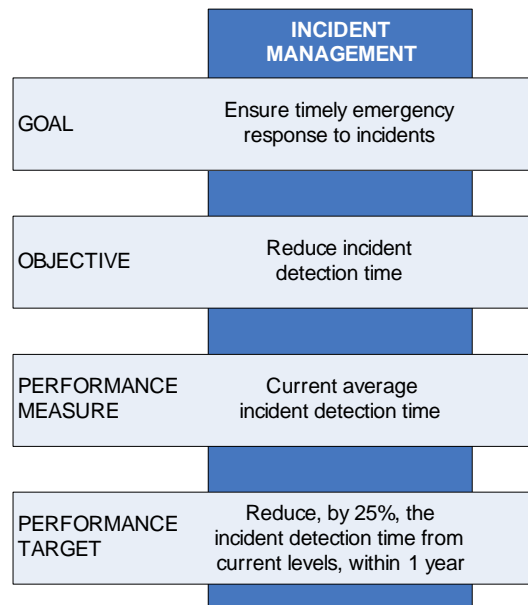 INCIDENT
MANAGEMENT
GOAL
Ensure timely emergency
response to incidents
OBJECTIVE
Reduce incident
detection time
PERFORMANCE
MEASURE
Current average
incident detection time
PERFORMANCE
TARGET
Reduce, by 25%, the
incident detection time from
current levels, within 1 year